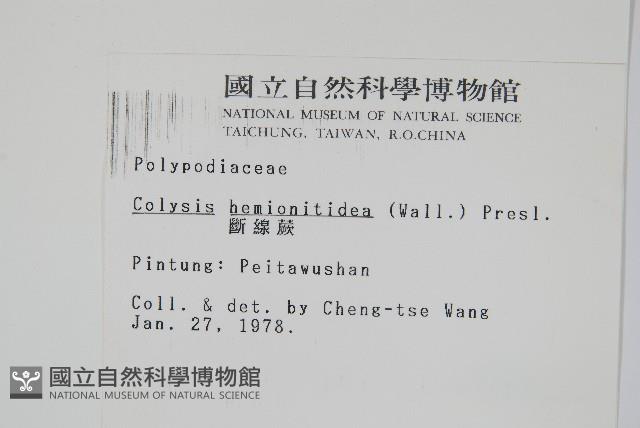 國立自然科學博物館
NATIONAL MUSEUM OF NATURAL SCIENCE
TAICHUNG, TAIWAN, R.O.CHINA
Polypodiaceae
Colysis hemionitidea (Wall.) Presl.
斷線蕨
Pintung: Peitawushan
Coll. & det. by Cheng-tse Wang
Jan. 27, 1978.
國立自然科學博物館
NATIONAL MUSEUM OF NATURAL SCIENCE